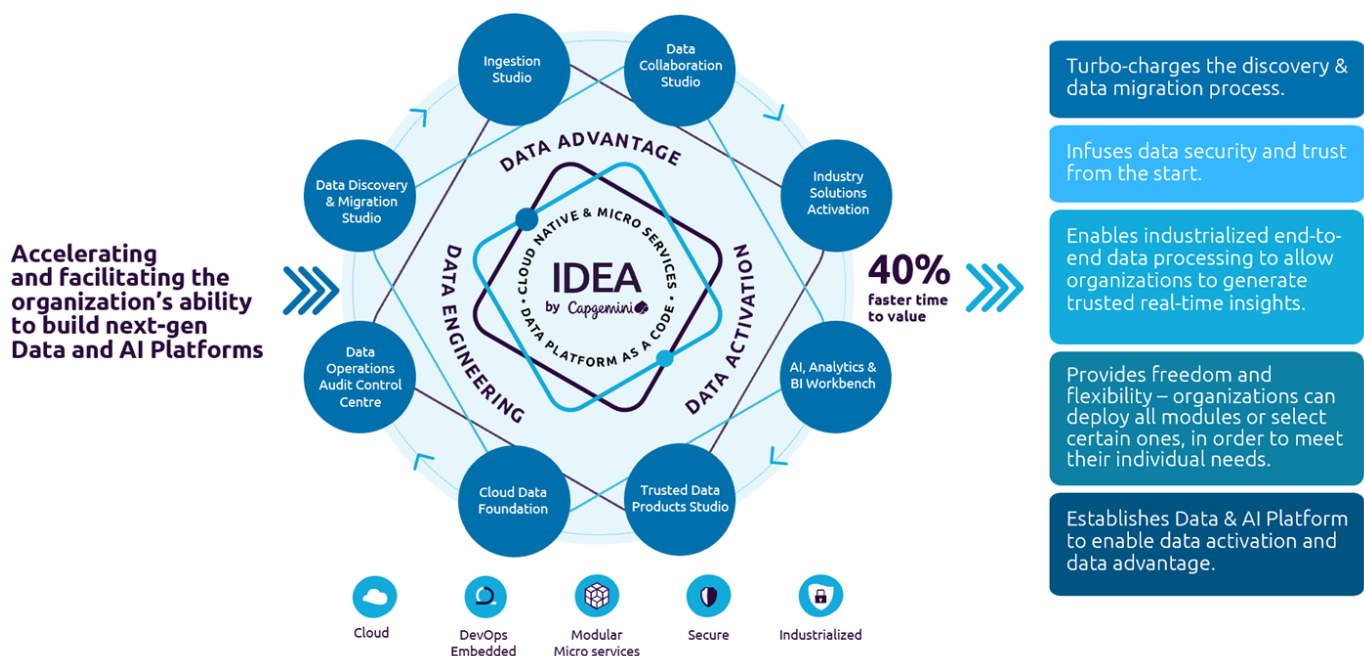 Accelerating
and facilitating the
organization's ability
to build next-gen
Data and AI Platforms
Ingestion
Studio
Data
Collaboration
Studio
Data Discovery
& Migration
Studio
Industry
Solutions
Activation
Data
Operations
Audit Control
Centre
AI, Analytics &
BI Workbench
Cloud Data
Foundation
Trusted Data
Products Studio
DATA ADVANTAGE
DATA ENGINEERING
DATA ACTIVATION
• CLOUD NATIVE & MICRO SERVICES •
DATA PLATFORM AS A CODE
IDEA
by Capgemini
40%
faster time
to value
Turbo-charges the discovery &
data migration process.
Infuses data security and trust
from the start.
Enables industrialized end-to-
end data processing to allow
organizations to generate
trusted real-time insights.
Provides freedom and
flexibility – organizations can
deploy all modules or select
certain ones, in order to meet
their individual needs.
Establishes Data & AI Platform
to enable data activation and
data advantage.
Cloud
DevOps
Embedded
Modular
Micro services
Secure
Industrialized